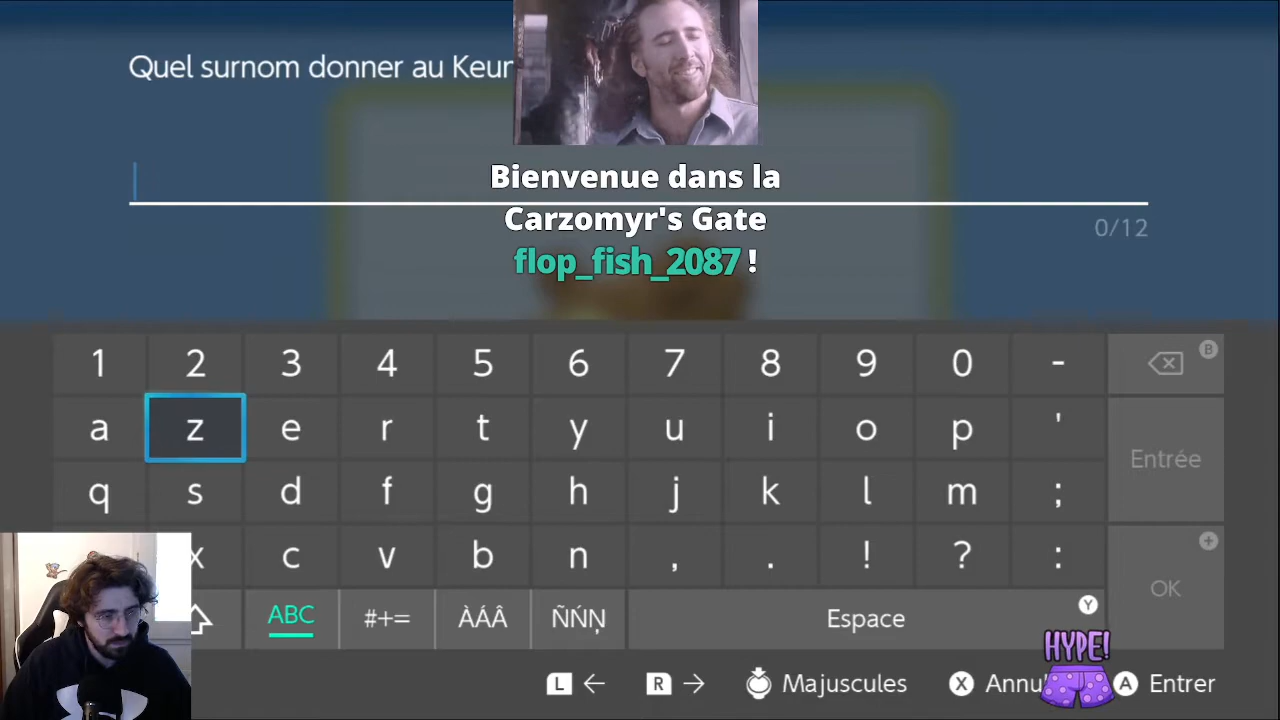 Quel surnom donner au
Bienvenue dans la
Carzomyr's Gate
flop_fish_2087 !
0/12
1 2 3 4 5 6 7 8 9 0 - B
a z e r t y u i o p '
Entrée
q s d f g h j k l m ;
x c v b n , . ! ? : +
OK
ABC #+= ÀÁÂ ÑŃŅ Espace Y
HYPE!
L ← R → Majuscules X A Entrer